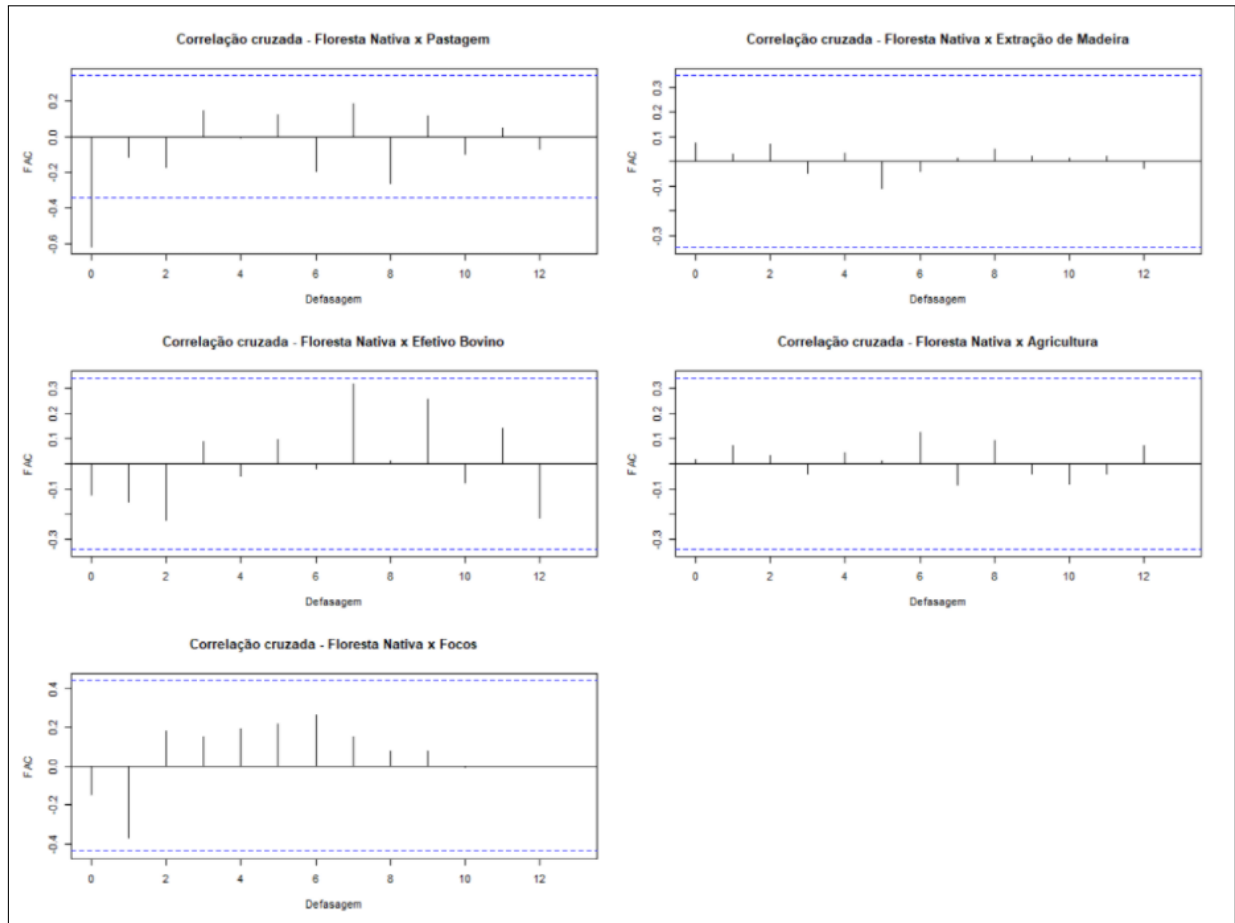 Correlação cruzada - Floresta Nativa x Pastagem
FAC
0.2
0.0
-0.2
-0.4
-0.6
0 2 4 6 8 10 12
Defasagem
Correlação cruzada - Floresta Nativa x Extração de Madeira
FAC
0.3
0.1
-0.1
-0.3
0 2 4 6 8 10 12
Defasagem
Correlação cruzada - Floresta Nativa x Efetivo Bovino
FAC
0.3
0.2
0.1
-0.1
-0.3
0 2 4 6 8 10 12
Defasagem
Correlação cruzada - Floresta Nativa x Agricultura
FAC
0.3
0.2
0.1
-0.1
-0.3
0 2 4 6 8 10 12
Defasagem
Correlação cruzada - Floresta Nativa x Focos
FAC
0.4
0.2
0.0
-0.2
-0.4
0 2 4 6 8 10 12
Defasagem